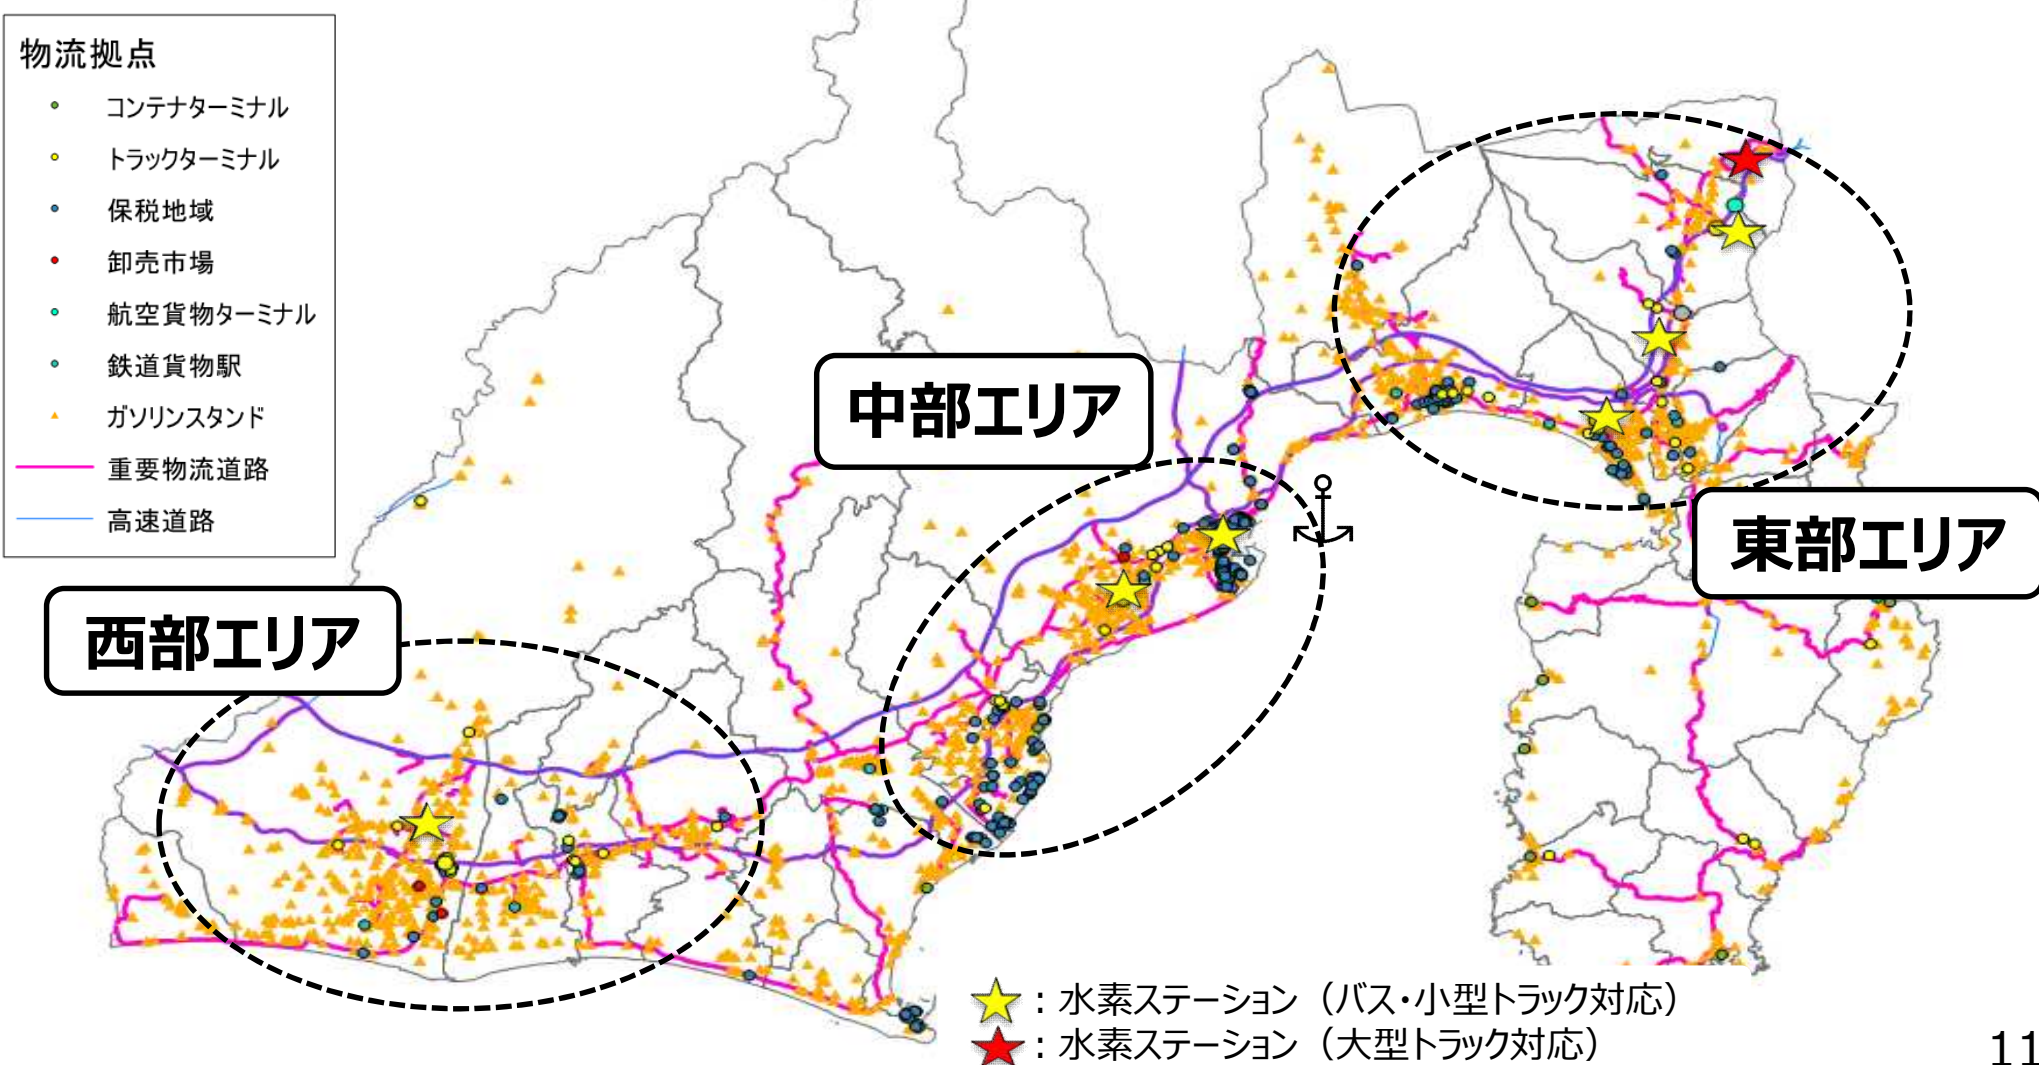 物流拠点
コンテナターミナル
トラックターミナル
保税地域
卸売市場
航空貨物ターミナル
鉄道貨物駅
ガソリンスタンド
重要物流道路
高速道路
中部エリア
東部エリア
西部エリア
：水素ステーション（バス・小型トラック対応）
：水素ステーション（大型トラック対応）
11